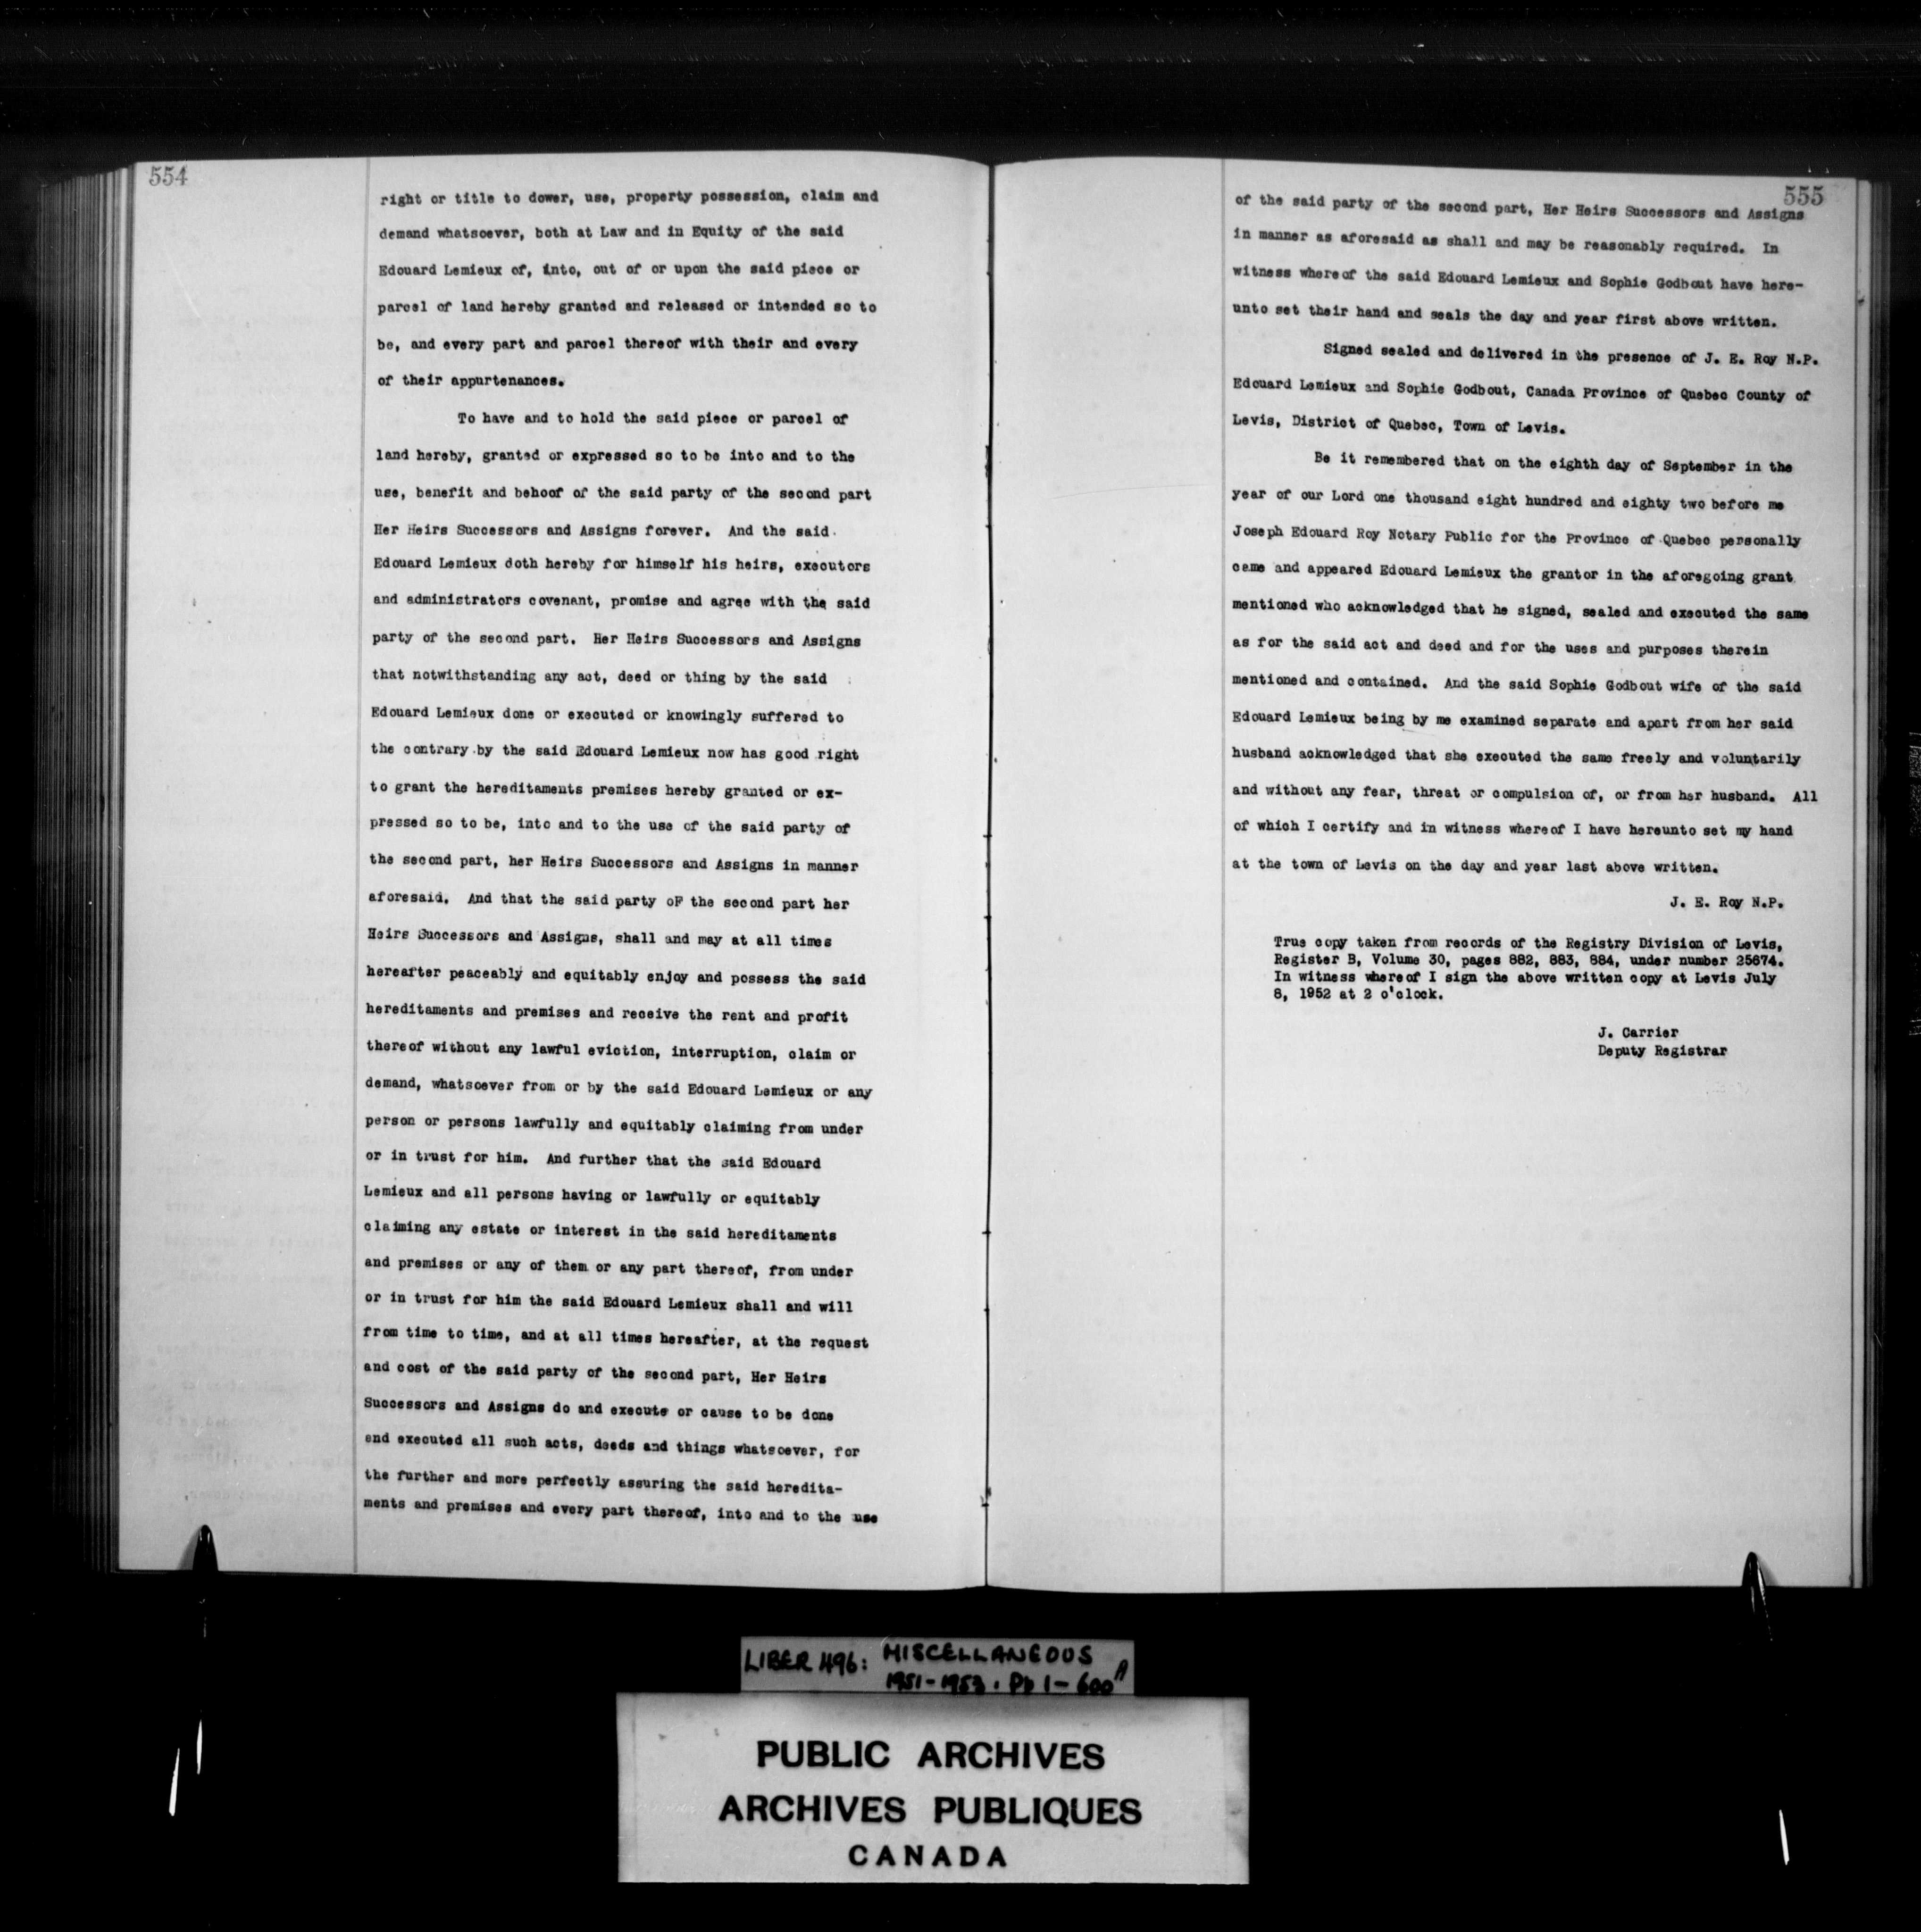 554
right or title to dower, use, property possession, claim and
demand whatsoever, both at Law and in Equity of the said
Edouard Lemieux of, into, out of or upon the said piece or
parcel of land hereby granted and released or intended so to
be, and every part and parcel thereof with their and every
of their appurtenances.
To have and to hold the said piece or parcel of
land hereby, granted or expressed so to be into and to the
use, benefit and behoof of the said party of the second part
Her Heirs Successors and Assigns forever. And the said
Edouard Lemieux doth hereby for himself his heirs, executors
and administrators covenant, promise and agree with the said
party of the second part. Her Heirs Successors and Assigns
that notwithstanding any act, deed or thing by the said
Edouard Lemieux done or executed or knowingly suffered to
the contrary by the said Edouard Lemieux now has good right
to grant the hereditaments premises hereby granted or ex-
pressed so to be, into and to the use of the said party of
the second part, her Heirs Successors and Assigns in manner
aforesaid. And that the said party oF the second part her
Heirs Successors and Assigns, shall and may at all times
hereafter peaceably and equitably enjoy and possess the said
hereditaments and premises and receive the rent and profit
thereof without any lawful eviction, interruption, claim or
demand, whatsoever from or by the said Edouard Lemieux or any
person or persons lawfully and equitably claiming from under
or in trust for him. And further that the said Edouard
Lemieux and all persons having or lawfully or equitably
claiming any estate or interest in the said hereditaments
and premises or any of them or any part thereof, from under
or in trust for him the said Edouard Lemieux shall and will
from time to time, and at all times hereafter, at the request
and cost of the said party of the second part, Her Heirs
Successors and Assigns do and execute or cause to be done
and executed all such acts, deeds and things whatsoever, for
the further and more perfectly assuring the said heredita-
ments and premises and every part thereof, into and to the use
555
of the said party of the second part, Her Heirs Successors and Assigns
in manner as aforesaid as shall and may be reasonably required. In
witness whereof the said Edouard Lemieux and Sophie Godbout have here-
unto set their hand and seals the day and year first above written.
Signed sealed and delivered in the presence of J. E. Roy N.P.
Edouard Lemieux and Sophie Godbout, Canada Province of Quebec County of
Levis, District of Quebec, Town of Levis.
Be it remembered that on the eighth day of September in the
year of our Lord one thousand eight hundred and eighty two before me
Joseph Edouard Roy Notary Public for the Province of Quebec personally
came and appeared Edouard Lemieux the grantor in the aforegoing grant
mentioned who acknowledged that he signed, sealed and executed the same
as for the said act and deed and for the uses and purposes therein
mentioned and contained. And the said Sophie Godbout wife of the said
Edouard Lemieux being by me examined separate and apart from her said
husband acknowledged that she executed the same freely and voluntarily
and without any fear, threat or compulsion of, or from her husband. All
of which I certify and in witness whereof I have hereunto set my hand
at the town of Levis on the day and year last above written.
J. E. Roy N.P.
True copy taken from records of the Registry Division of Levis,
Register B, Volume 30, pages 882, 883, 884, under number 25674.
In witness whereof I sign the above written copy at Levis July
8, 1952 at 2 o'clock.
J. Carrier
Deputy Registrar
LIBER 496: MISCELLANEOUS
1951-1953. Pp 1-600 A
PUBLIC ARCHIVES
ARCHIVES PUBLIQUES
CANADA